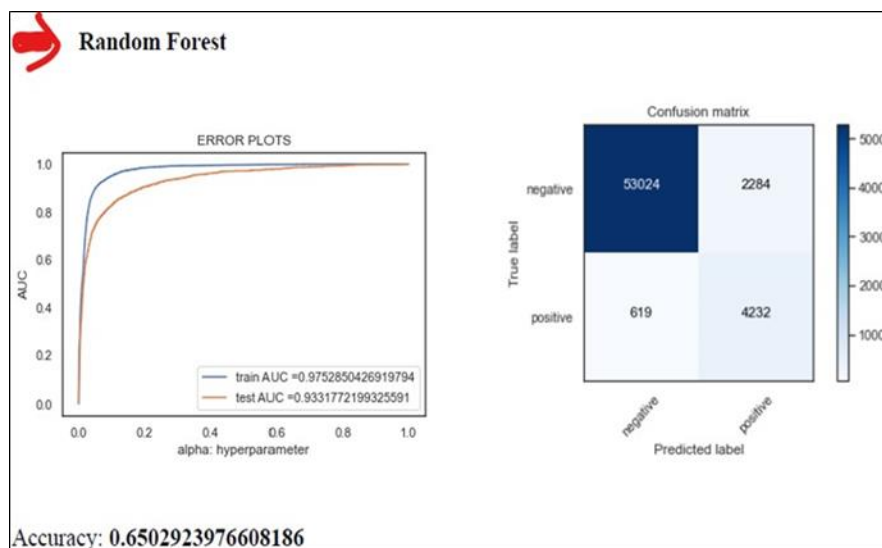 Random Forest
ERROR PLOTS
1.0
0.8
0.6
0.4
0.2
0.0
AUC
train AUC =0.9752850426919794
test AUC =0.9331772199325591
0.0 0.2 0.4 0.6 0.8 1.0
alpha: hyperparameter
Confusion matrix
True label
negative
53024 2284
positive
619 4232
negative positive
Predicted label
5000
4000
3000
2000
1000
Accuracy: 0.6502923976608186